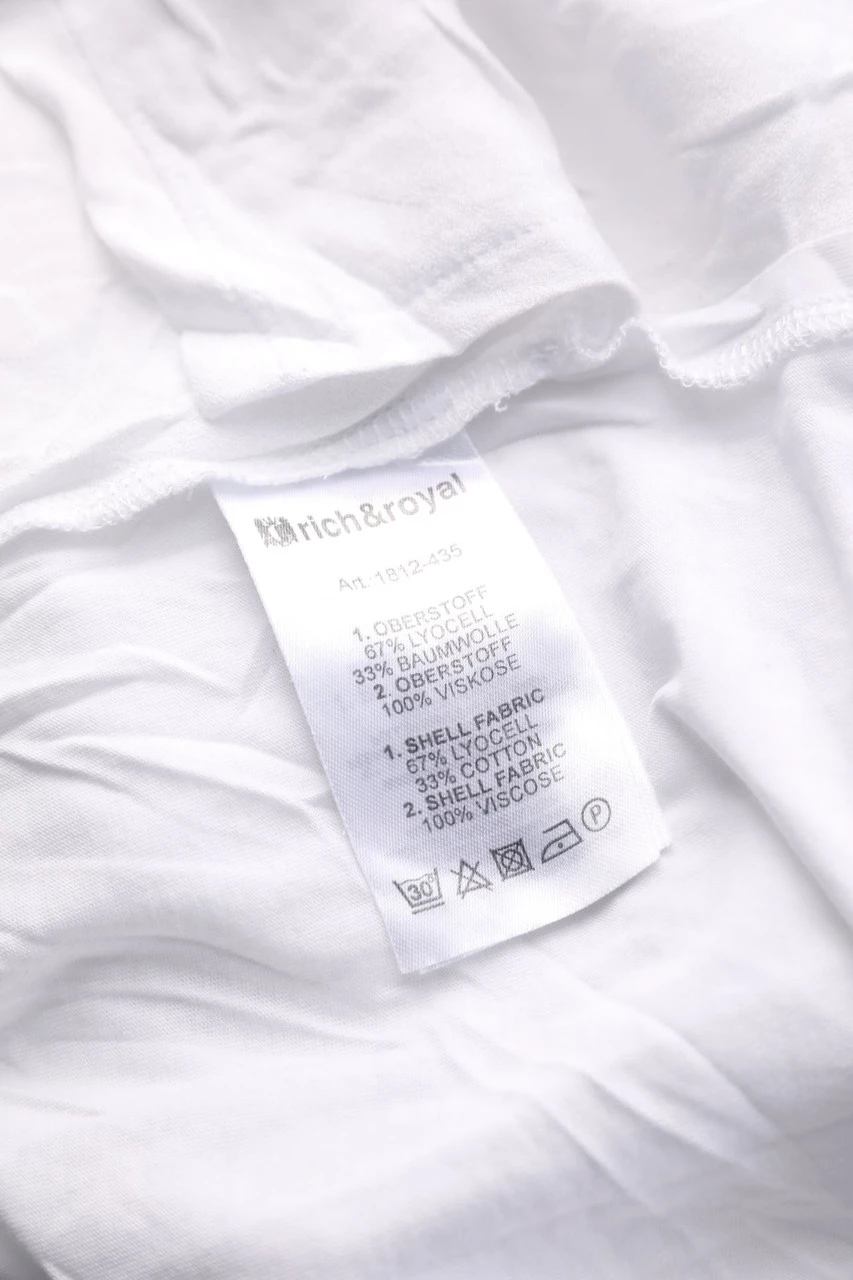 rich&royal
Art. 1812-435
1. OBERSTOFF
67% LYOCELL
33% BAUMWOLLE
2. OBERSTOFF
100% VISKOSE
1. SHELL FABRIC
67% LYOCELL
33% COTTON
2. SHELL FABRIC
100% VISCOSE
30° P